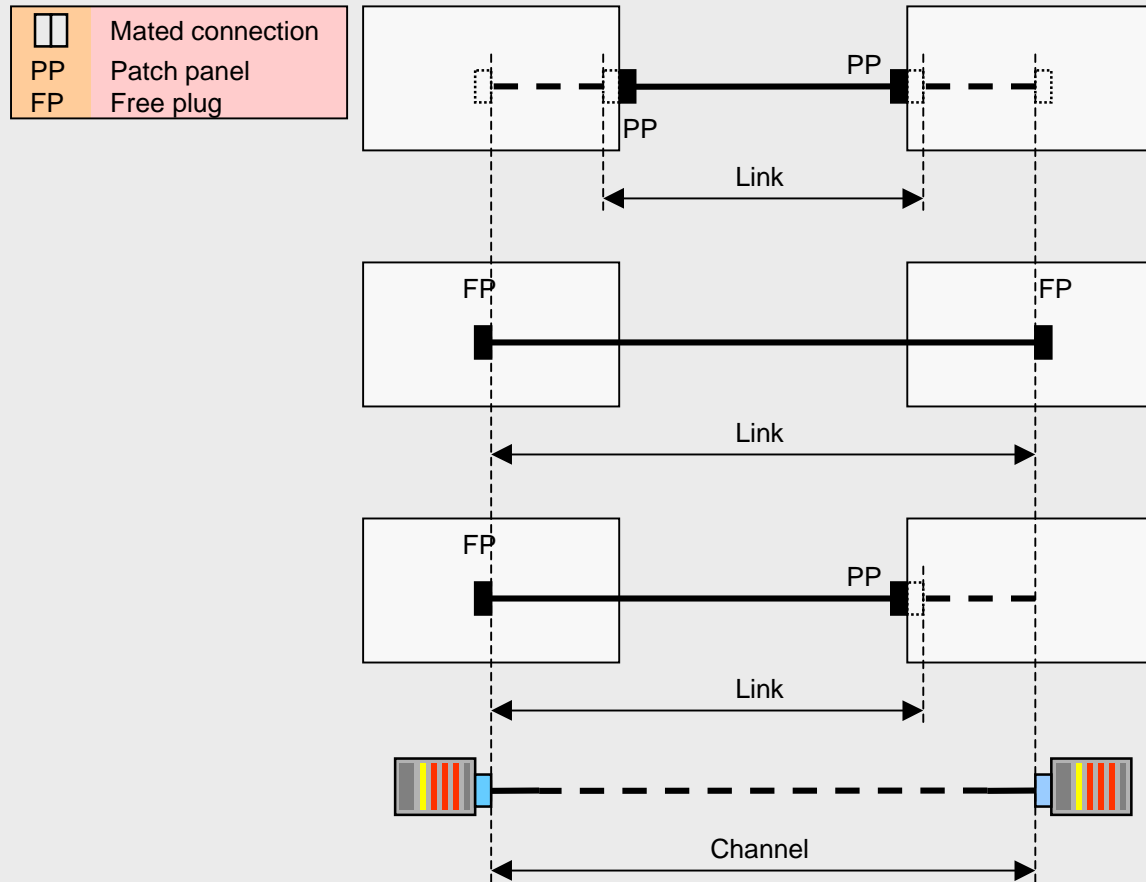 Mated connection
PP Patch panel
FP Free plug
PP
PP
Link
FP FP
Link
FP
PP
Link
Channel